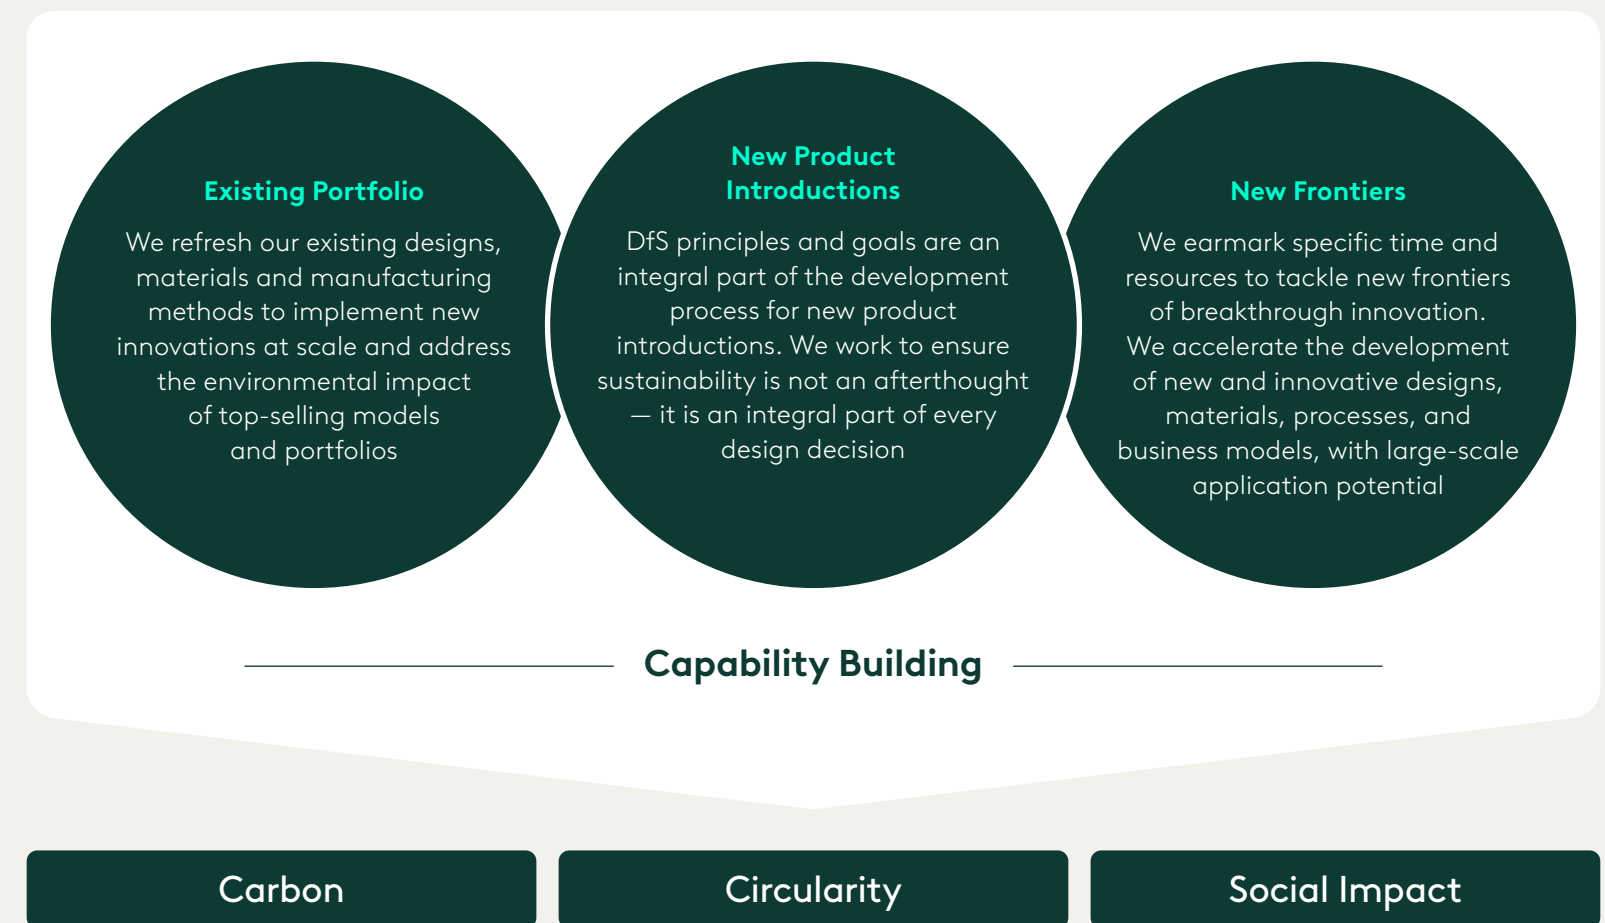 Existing Portfolio
We refresh our existing designs,
materials and manufacturing
methods to implement new
innovations at scale and address
the environmental impact
of top-selling models
and portfolios
New Product
Introductions
DfS principles and goals are an
integral part of the development
process for new product
introductions. We work to ensure
sustainability is not an afterthought
— it is an integral part of every
design decision
New Frontiers
We earmark specific time and
resources to tackle new frontiers
of breakthrough innovation.
We accelerate the development
of new and innovative designs,
materials, processes, and
business models, with large-scale
application potential
Capability Building
Carbon
Circularity
Social Impact